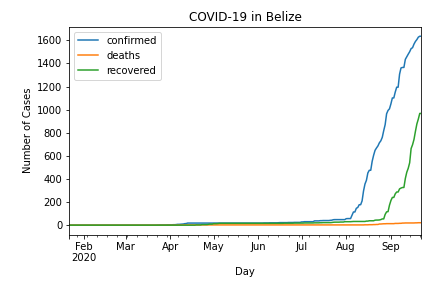 COVID-19 in Belize
confirmed
deaths
recovered
1600
1400
1200
1000
800
600
400
200
0
Number of Cases
Feb Mar Apr May Jun Jul Aug Sep
2020
Day